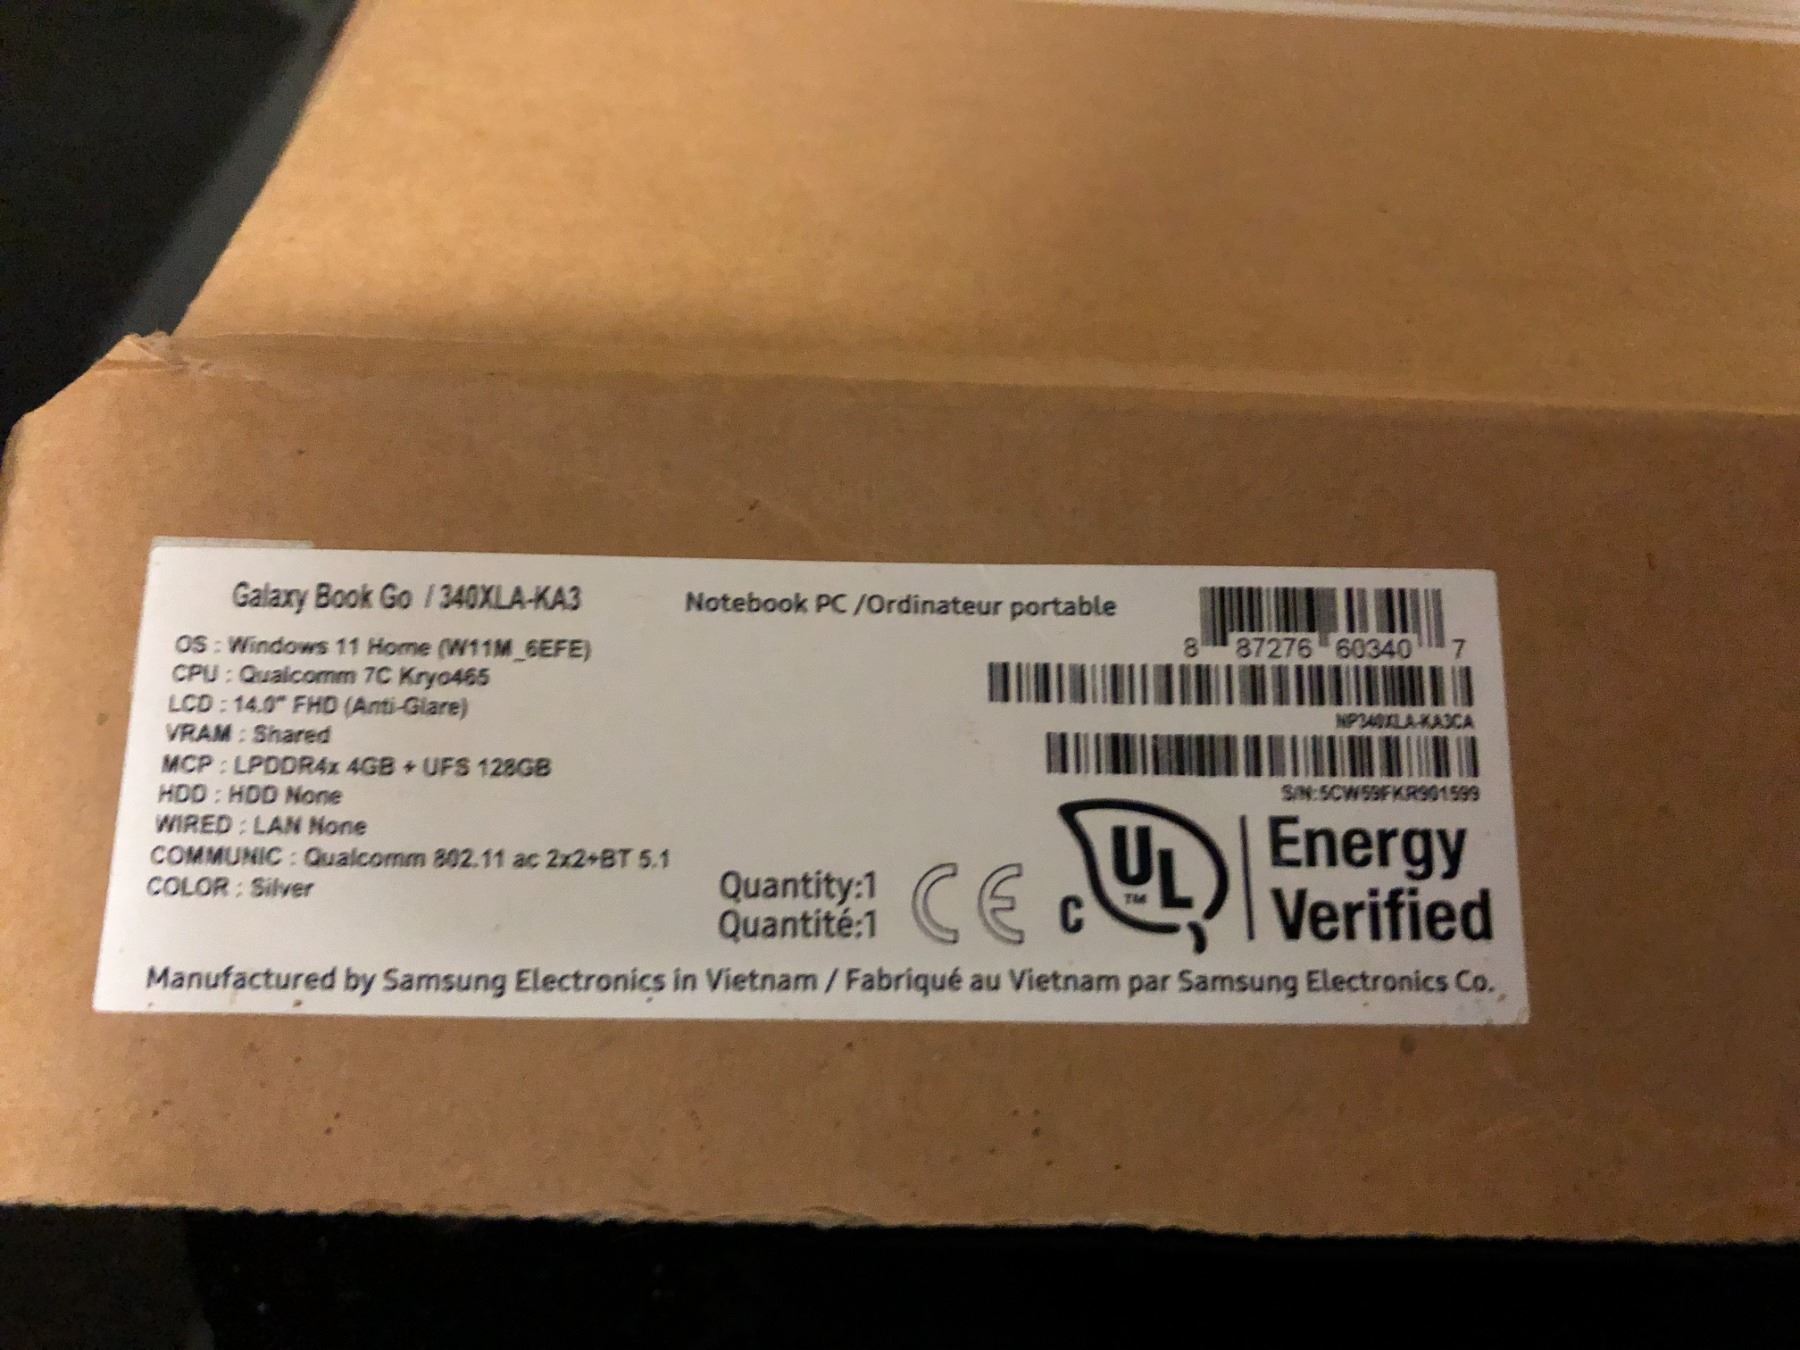 Galaxy Book Go / 340XLA-KA3
Notebook PC /Ordinateur portable
OS : Windows 11 Home (W11M_6EFE)
CPU : Qualcomm 7C Kryo465
LCD : 14.0" FHD (Anti-Glare)
VRAM : Shared
MCP : LPDDR4x 4GB + UFS 128GB
HDD : HDD None
WIRED : LAN None
COMMUNIC : Qualcomm 802.11 ac 2x2+BT 5.1
COLOR : Silver
8 87276 60340 7
NP340XLA-KA3CA
S/N:5CW59FKR901599
Quantity:1
Quantité:1
CE
C UL TM
Energy
Verified
Manufactured by Samsung Electronics in Vietnam / Fabriqué au Vietnam par Samsung Electronics Co.,